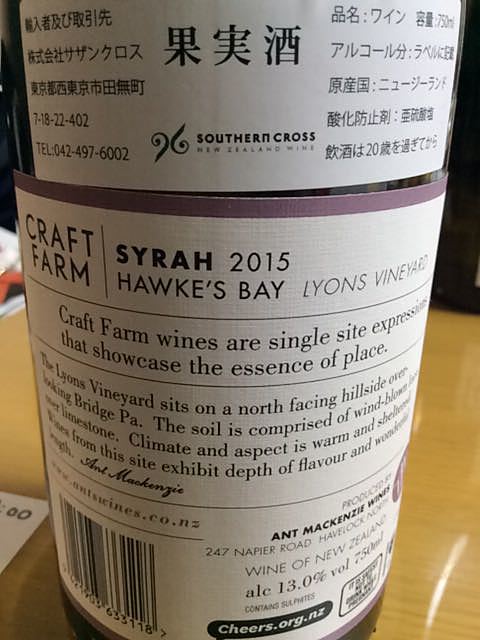 輸入者及び取引先
株式会社サザンクロス
東京都西東京市田無町
7-18-22-402
TEL:042-497-6002
果実酒
SOUTHERN CROSS
NEW ZEALAND WINE
品名:ワイン 容量:750ml
アルコール分:ラベルに記載
原産国:ニュージーランド
酸化防止剤:亜硫酸塩
飲酒は20歳を過ぎてから
CRAFT FARM
SYRAH 2015
HAWKE'S BAY LYONS VINEYARD
Craft Farm wines are single site expressions
that showcase the essence of place.
The Lyons Vineyard sits on a north facing hillside over-
looking Bridge Pa. The soil is comprised of wind-blown
over limestone. Climate and aspect is warm and sheltered
Wines from this site exhibit depth of flavour and wonderful
length. Ant Mackenzie
www.antswines.co.nz
PRODUCED BY
ANT MACKENZIE WINES
247 NAPIER ROAD HAVELOCK NORTH
WINE OF NEW ZEALAND
alc 13.0% vol 750ml
CONTAINS SULPHITES
Cheers.org.nz